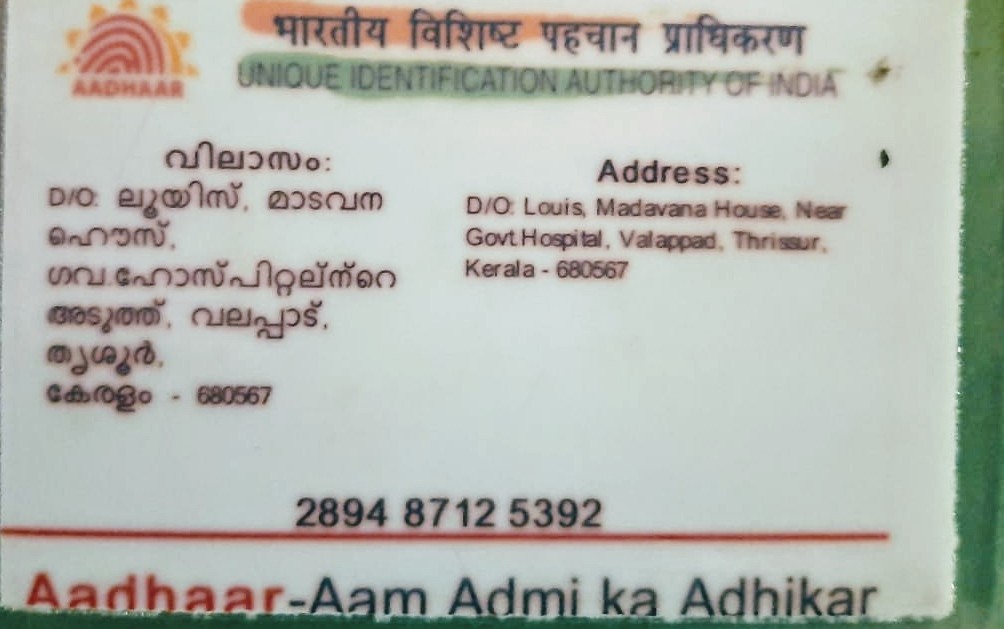 भारतीय विशिष्ट पहचान प्राधिकरण
UNIQUE IDENTIFICATION AUTHORITY OF INDIA
AADHAAR
വിലാസം:
D/O: ലൂയിസ്, മാടവന
ഹൌസ്,
ഗവ.ഹോസ്പിറ്റല്ന്റെ
അടുത്ത്, വലപ്പാട്,
തൃശൂർ,
കേരളം - 680567
Address:
D/O: Louis, Madavana House, Near
Govt.Hospital, Valappad, Thrissur,
Kerala - 680567
2894 8712 5392
Aadhaar-Aam Admi ka Adhikar